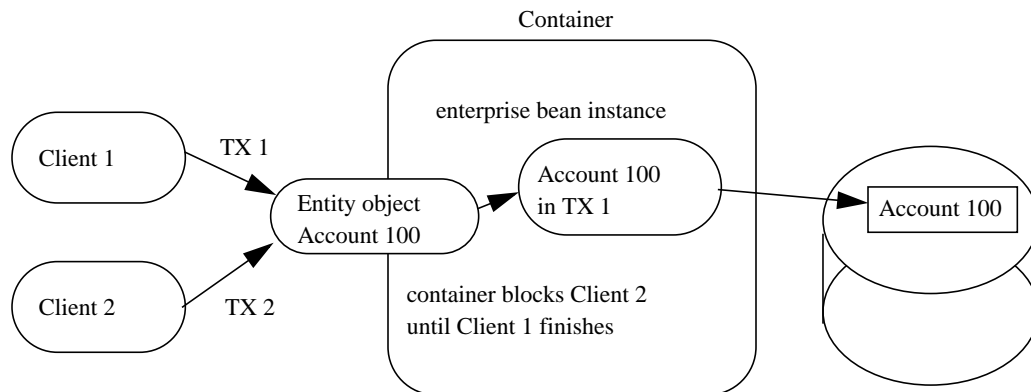 Container
enterprise bean instance
Client 1
TX 1
Entity object
Account 100
Account 100
in TX 1
Account 100
Client 2
TX 2
container blocks Client 2
until Client 1 finishes